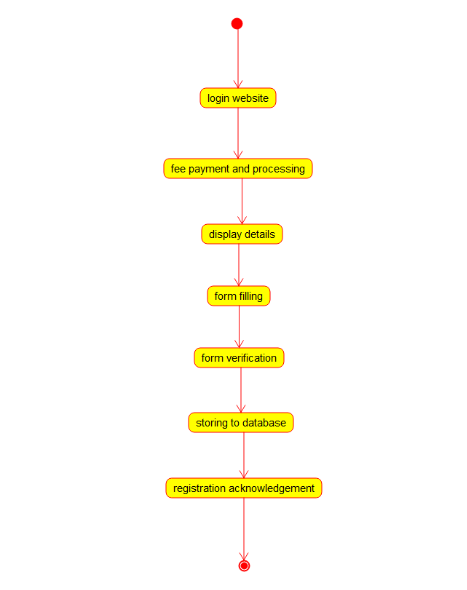 login website
fee payment and processing
display details
form filling
form verification
storing to database
registration acknowledgement